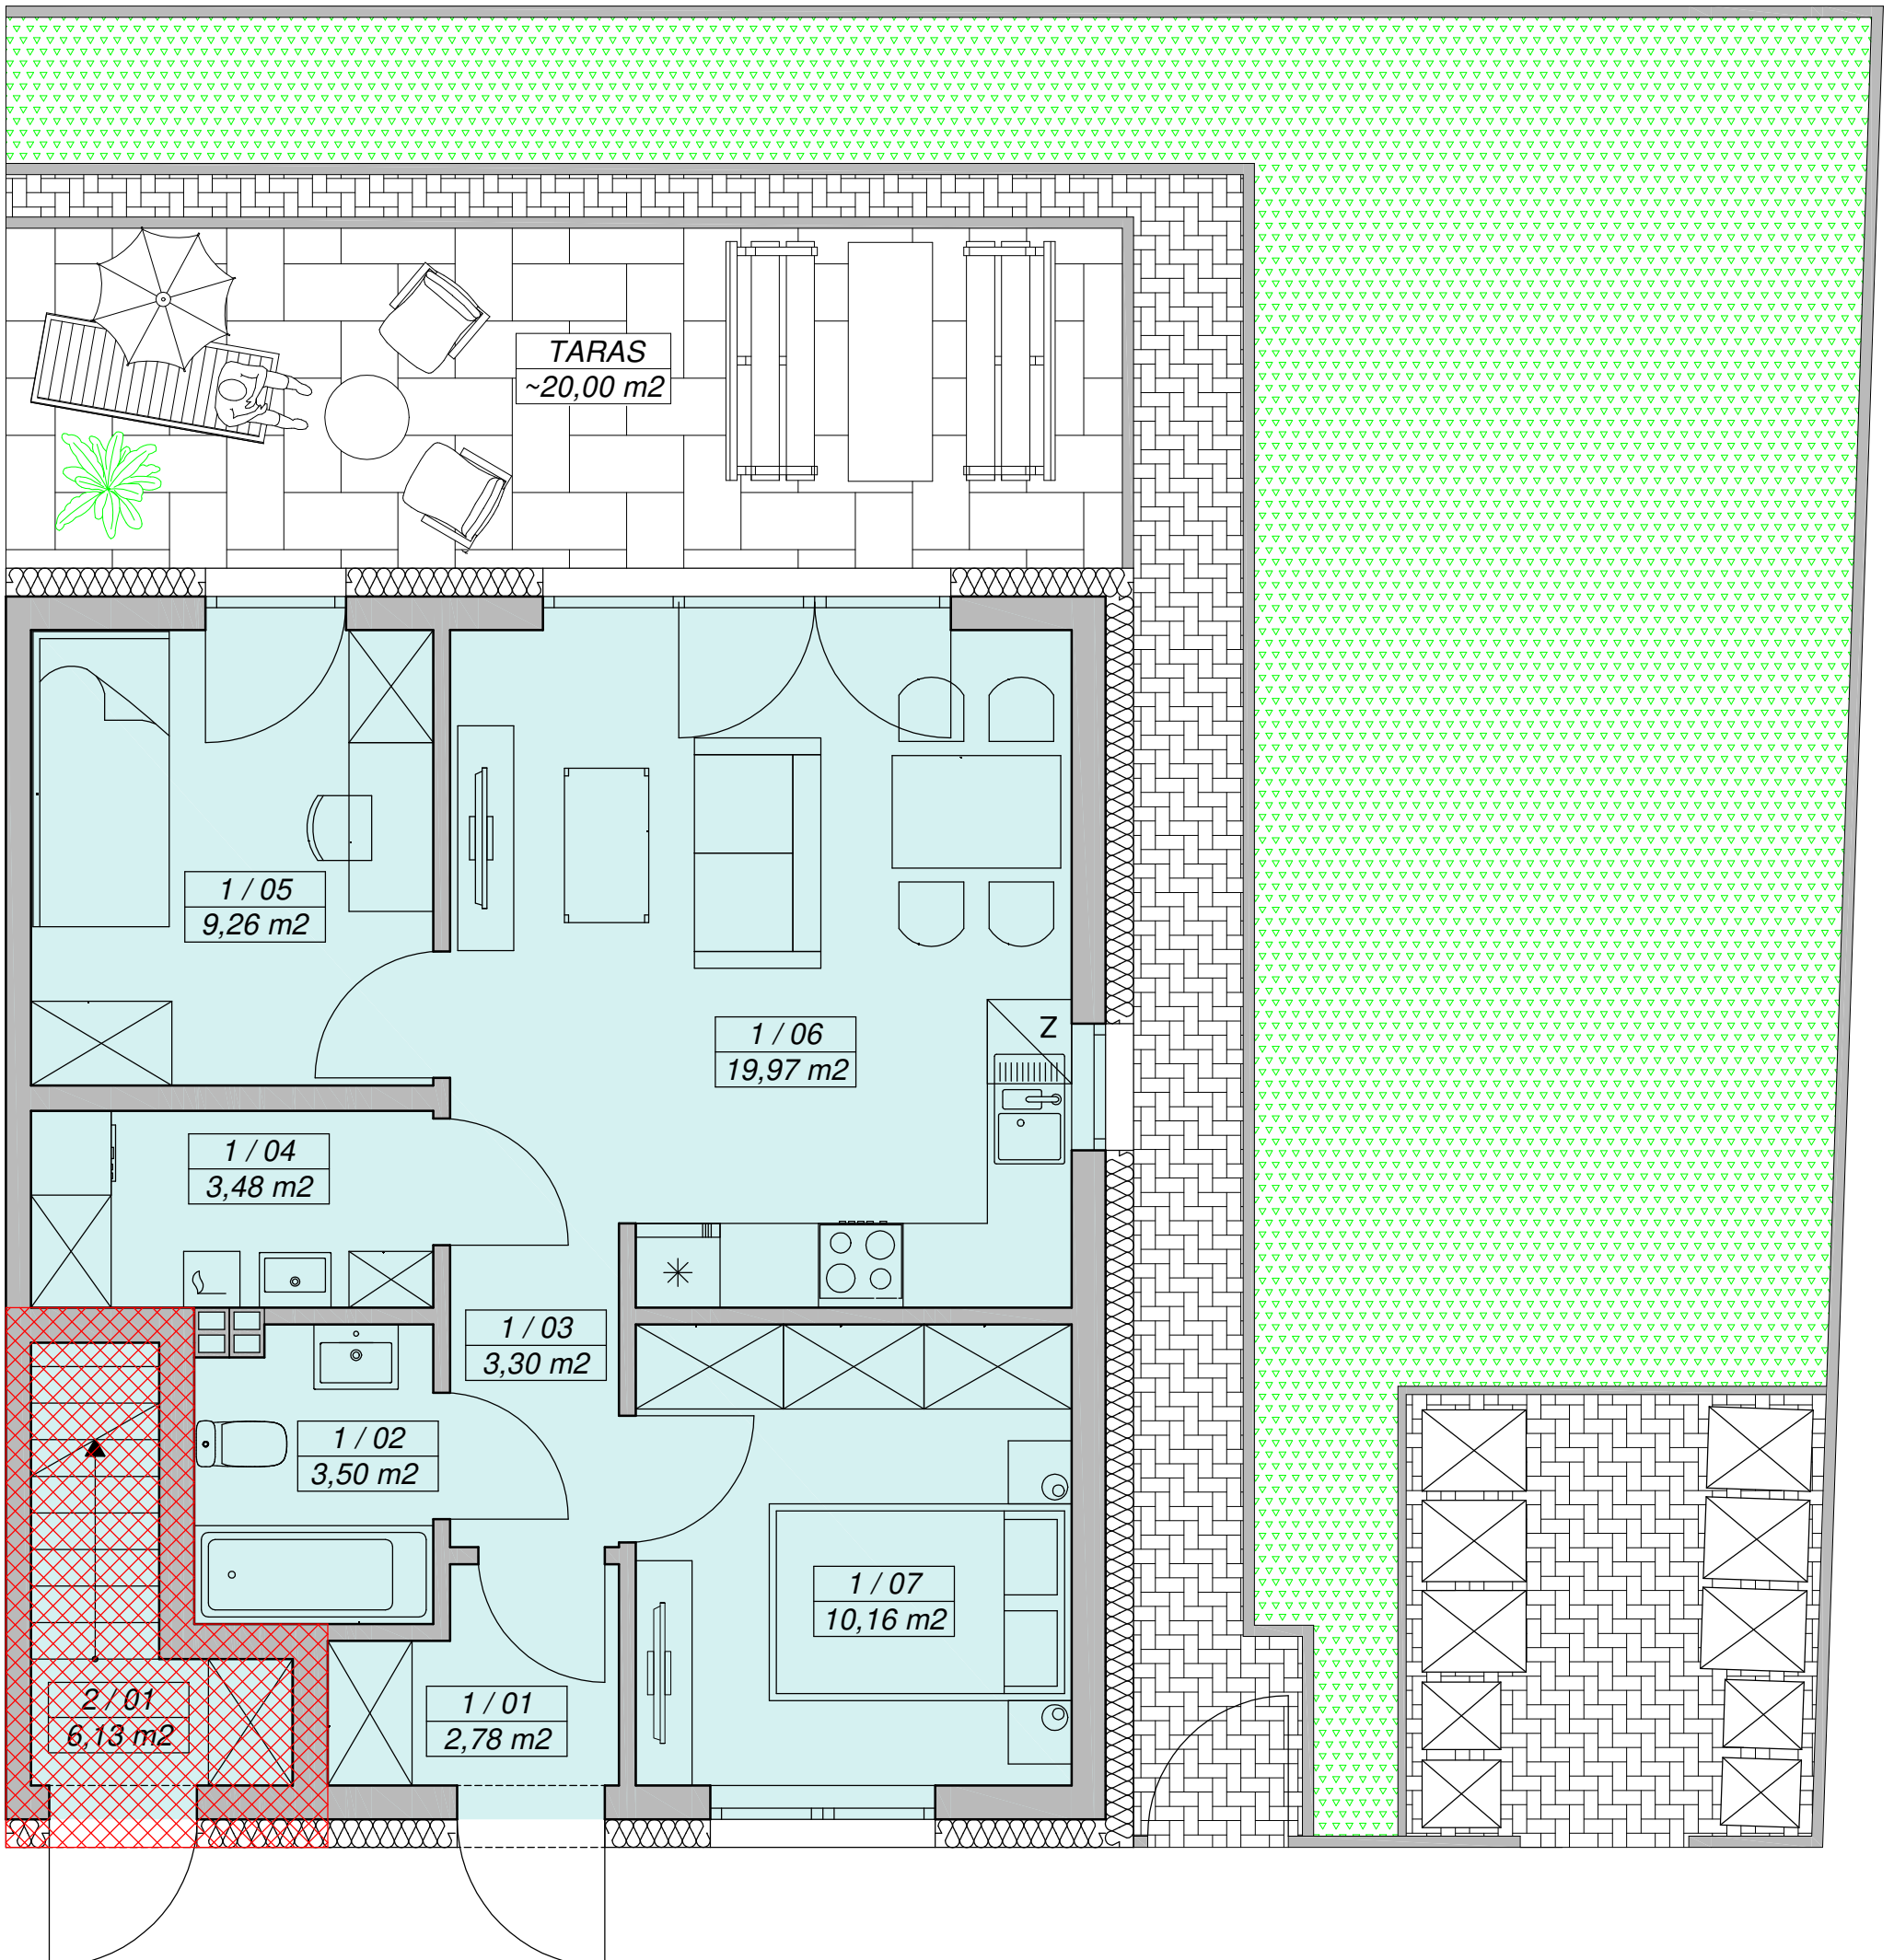 TARAS
~20,00 m2
1 / 05
9,26 m2
1 / 06
19,97 m2
Z
1 / 04
3,48 m2
1 / 03
3,30 m2
1 / 02
3,50 m2
1 / 07
10,16 m2
2 / 01
6,13 m2
1 / 01
2,78 m2